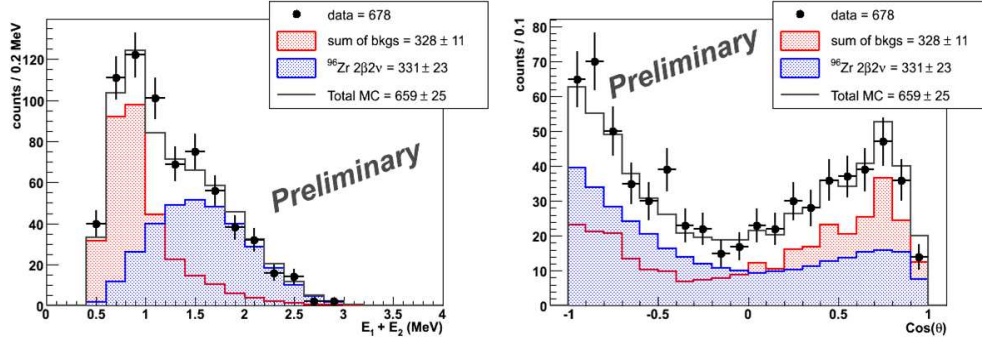 counts / 0.2 MeV
120
100
80
60
40
20
0
0
0.5
1
1.5
2
2.5
3
3.5
4
E₁ + E₂ (MeV)
data = 678
sum of bkgs = 328 ± 11
⁹⁶Zr 2β2ν = 331 ± 23
Total MC = 659 ± 25
Preliminary
counts / 0.1
80
70
60
50
40
30
20
10
0
-1
-0.5
0
0.5
1
Cos(θ)
data = 678
sum of bkgs = 328 ± 11
⁹⁶Zr 2β2ν = 331 ± 23
Total MC = 659 ± 25
Preliminary